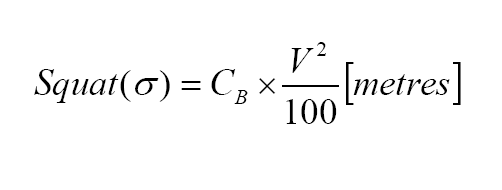 Squat(σ) = C_B × V²/100 [metres]